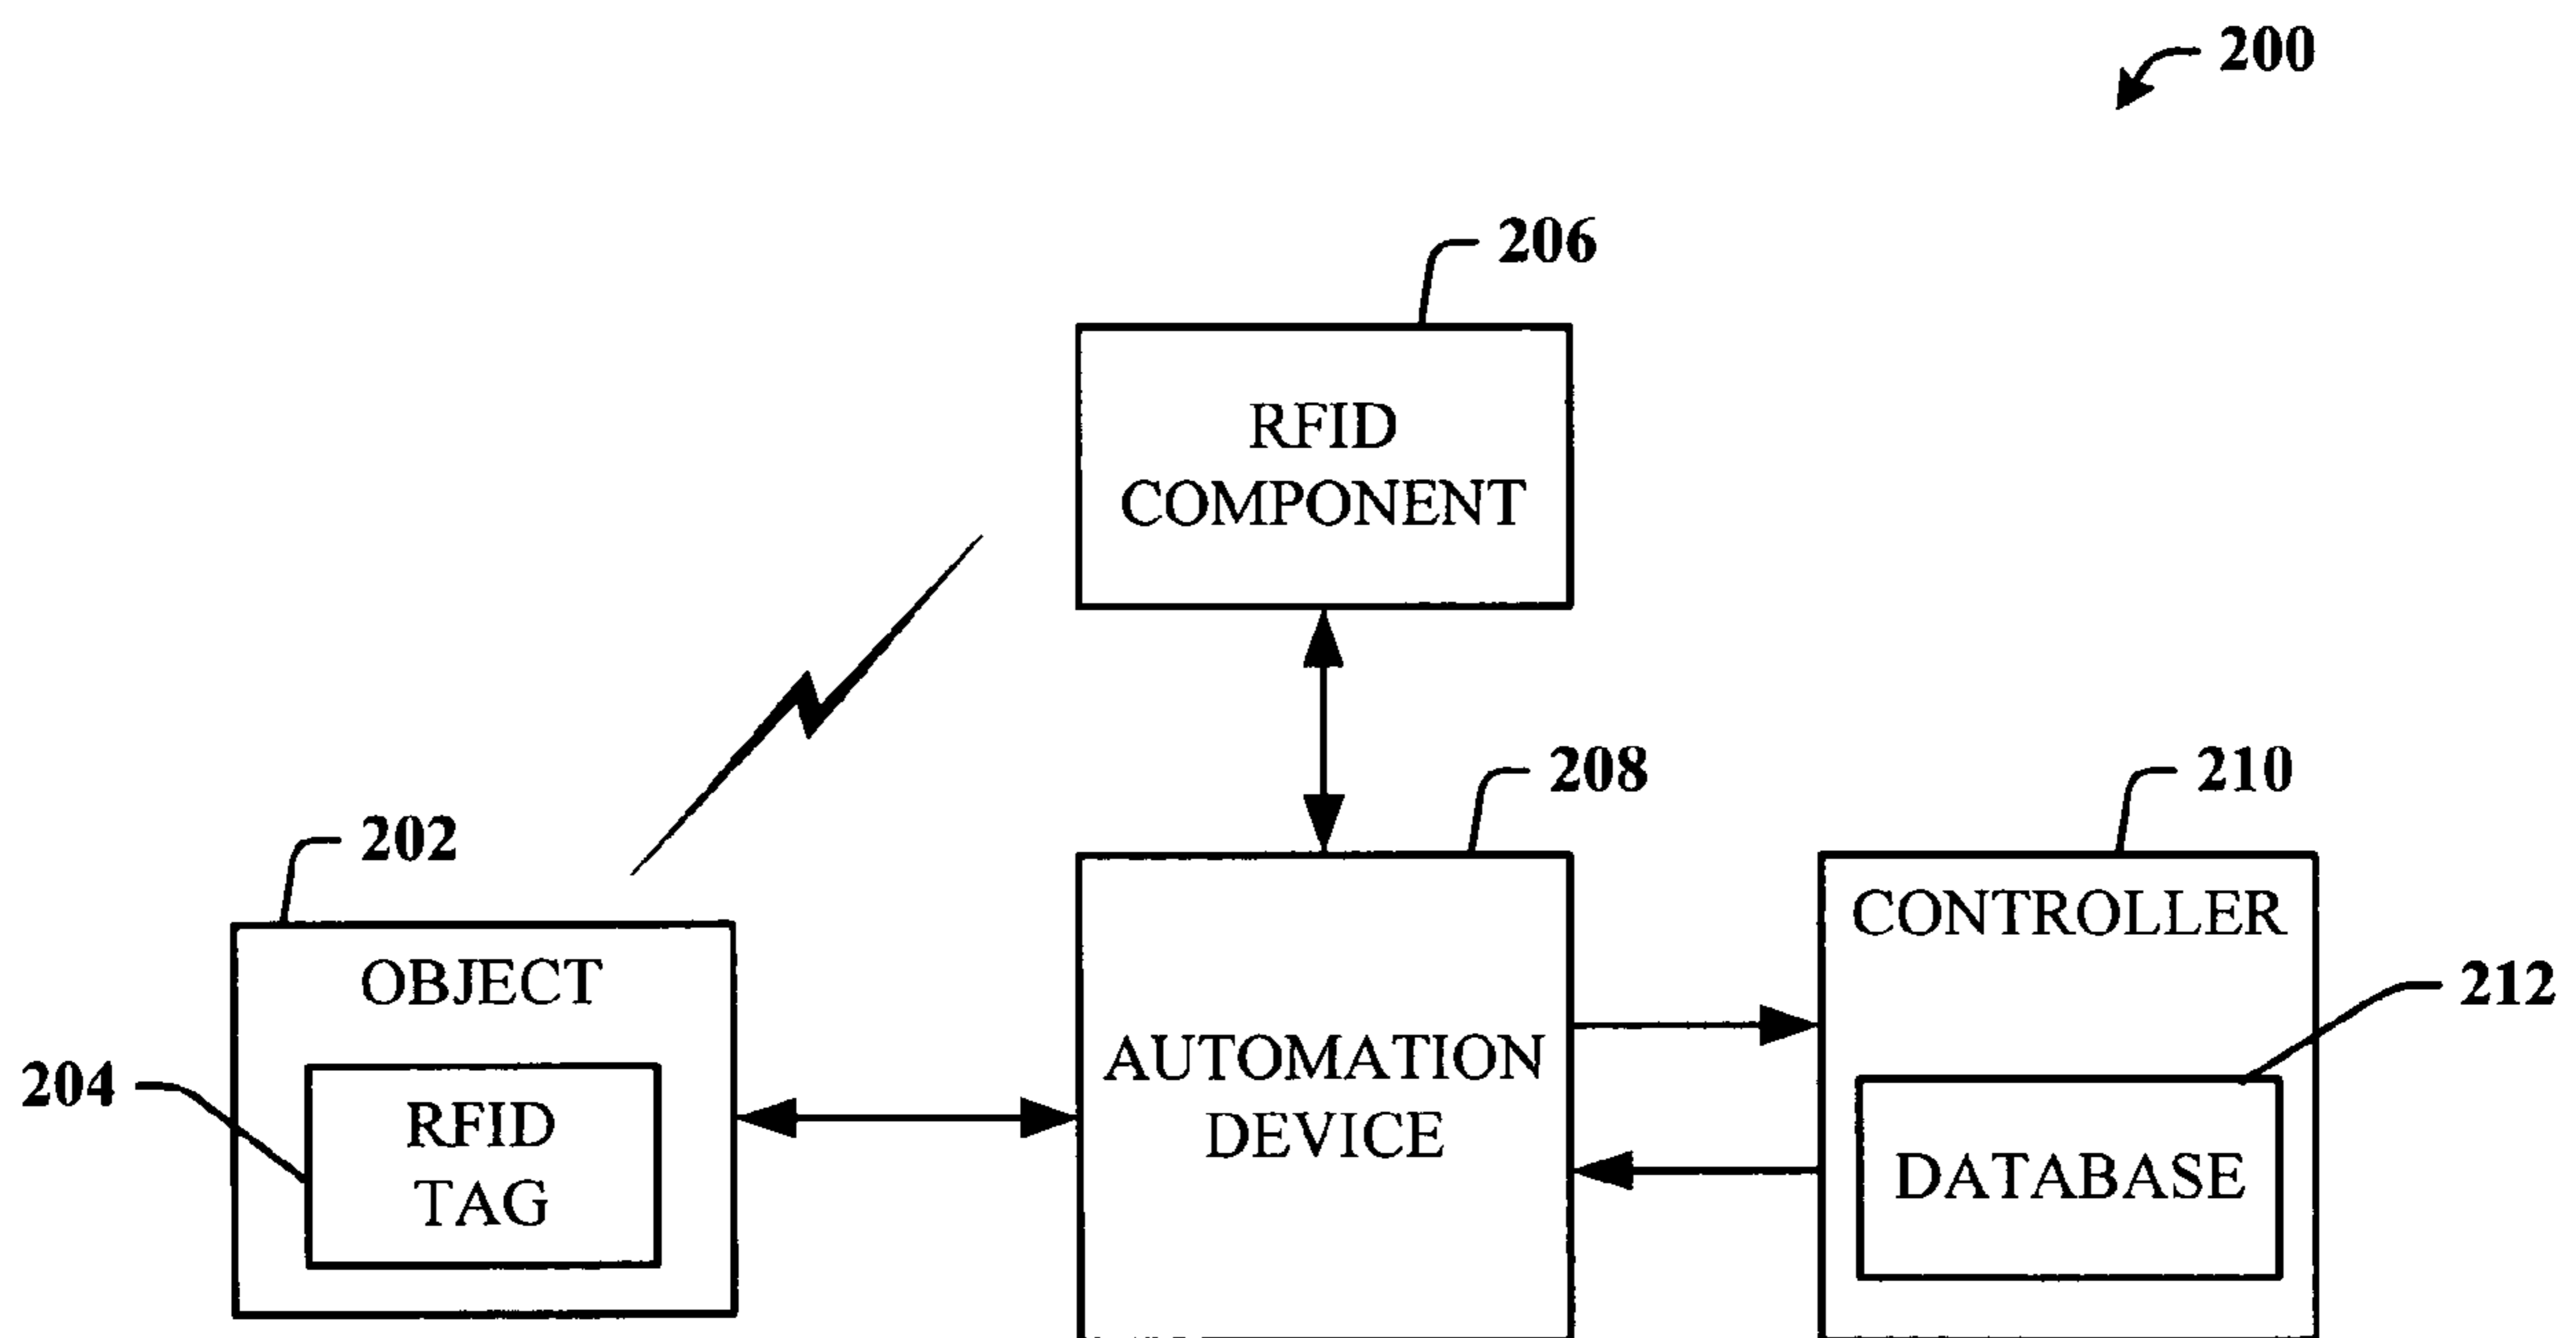 200
206
RFID
COMPONENT
208
210
202
CONTROLLER
OBJECT
212
204
AUTOMATION
DEVICE
RFID
TAG
DATABASE